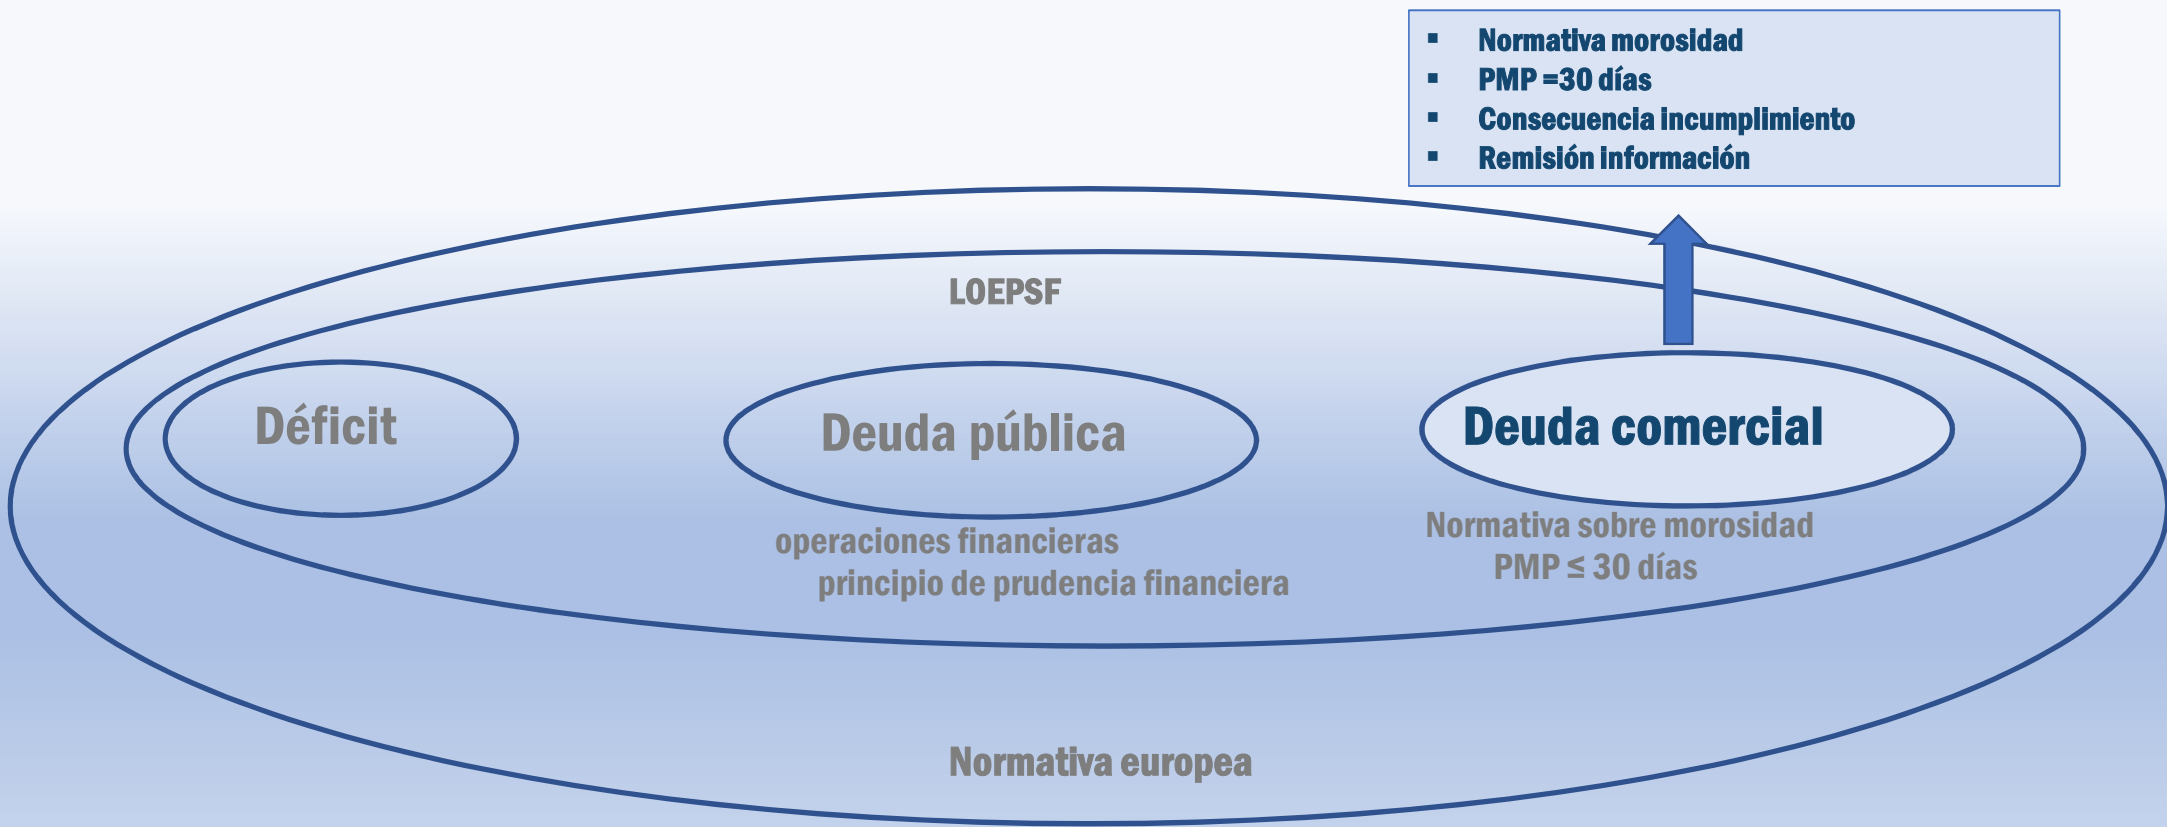 ▪ Normativa morosidad
▪ PMP =30 días
▪ Consecuencia incumplimiento
▪ Remisión información
LOEPSF
Déficit
Deuda pública
Deuda comercial
operaciones financieras
principio de prudencia financiera
Normativa sobre morosidad
PMP ≤ 30 días
Normativa europea